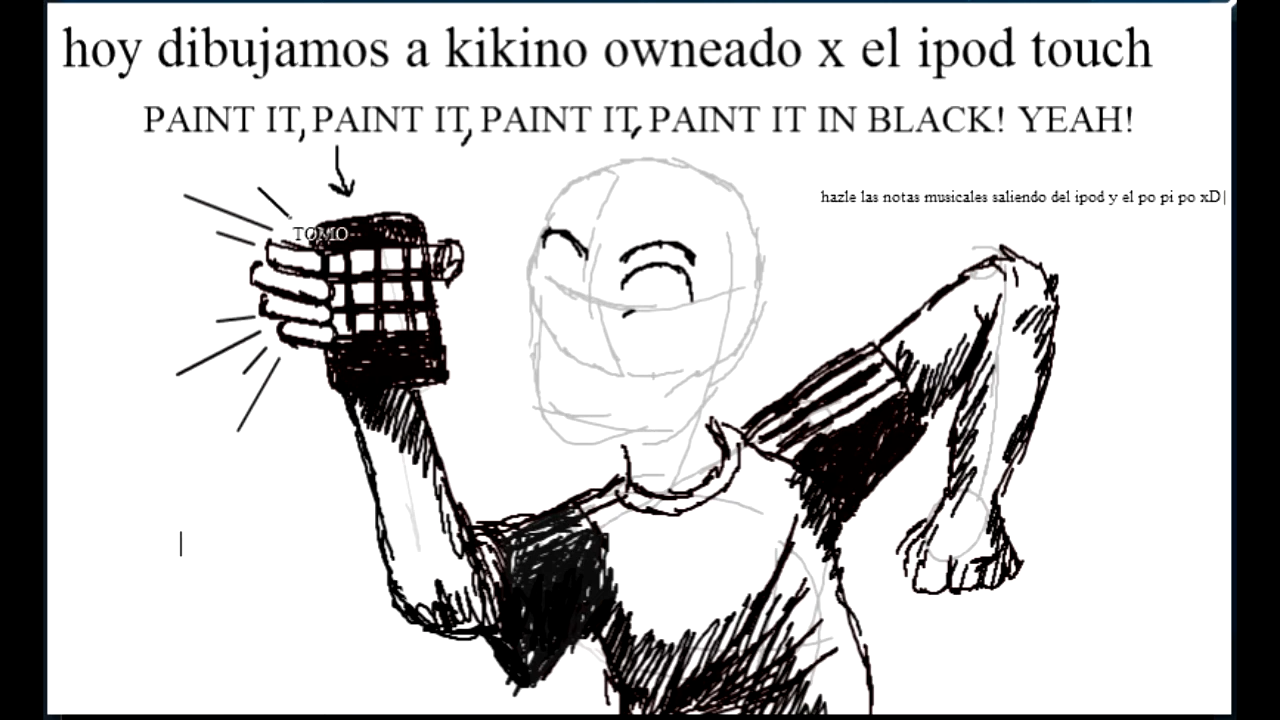 hoy dibujamos a kikino owneado x el ipod touch
PAINT IT, PAINT IT, PAINT IT, PAINT IT IN BLACK! YEAH!
hazle las notas musicales saliendo del ipod y el po pi po xD
TOMO